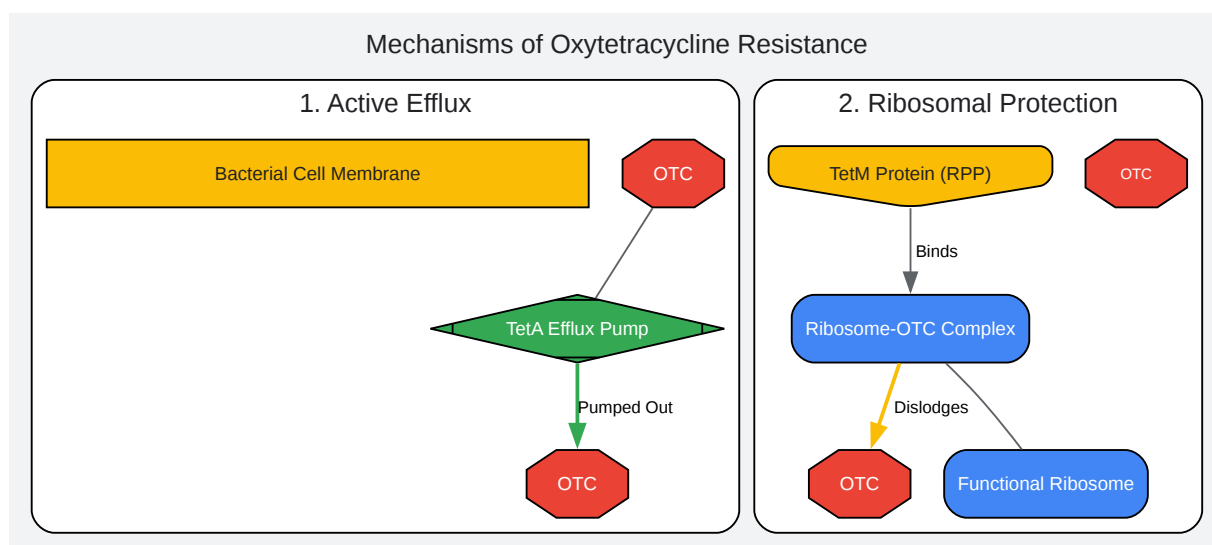 Mechanisms of Oxytetracycline Resistance
1. Active Efflux
Bacterial Cell Membrane
OTC
TetA Efflux Pump
Pumped Out
OTC
2. Ribosomal Protection
TetM Protein (RPP)
OTC
Binds
Ribosome-OTC Complex
Dislodges
OTC
Functional Ribosome